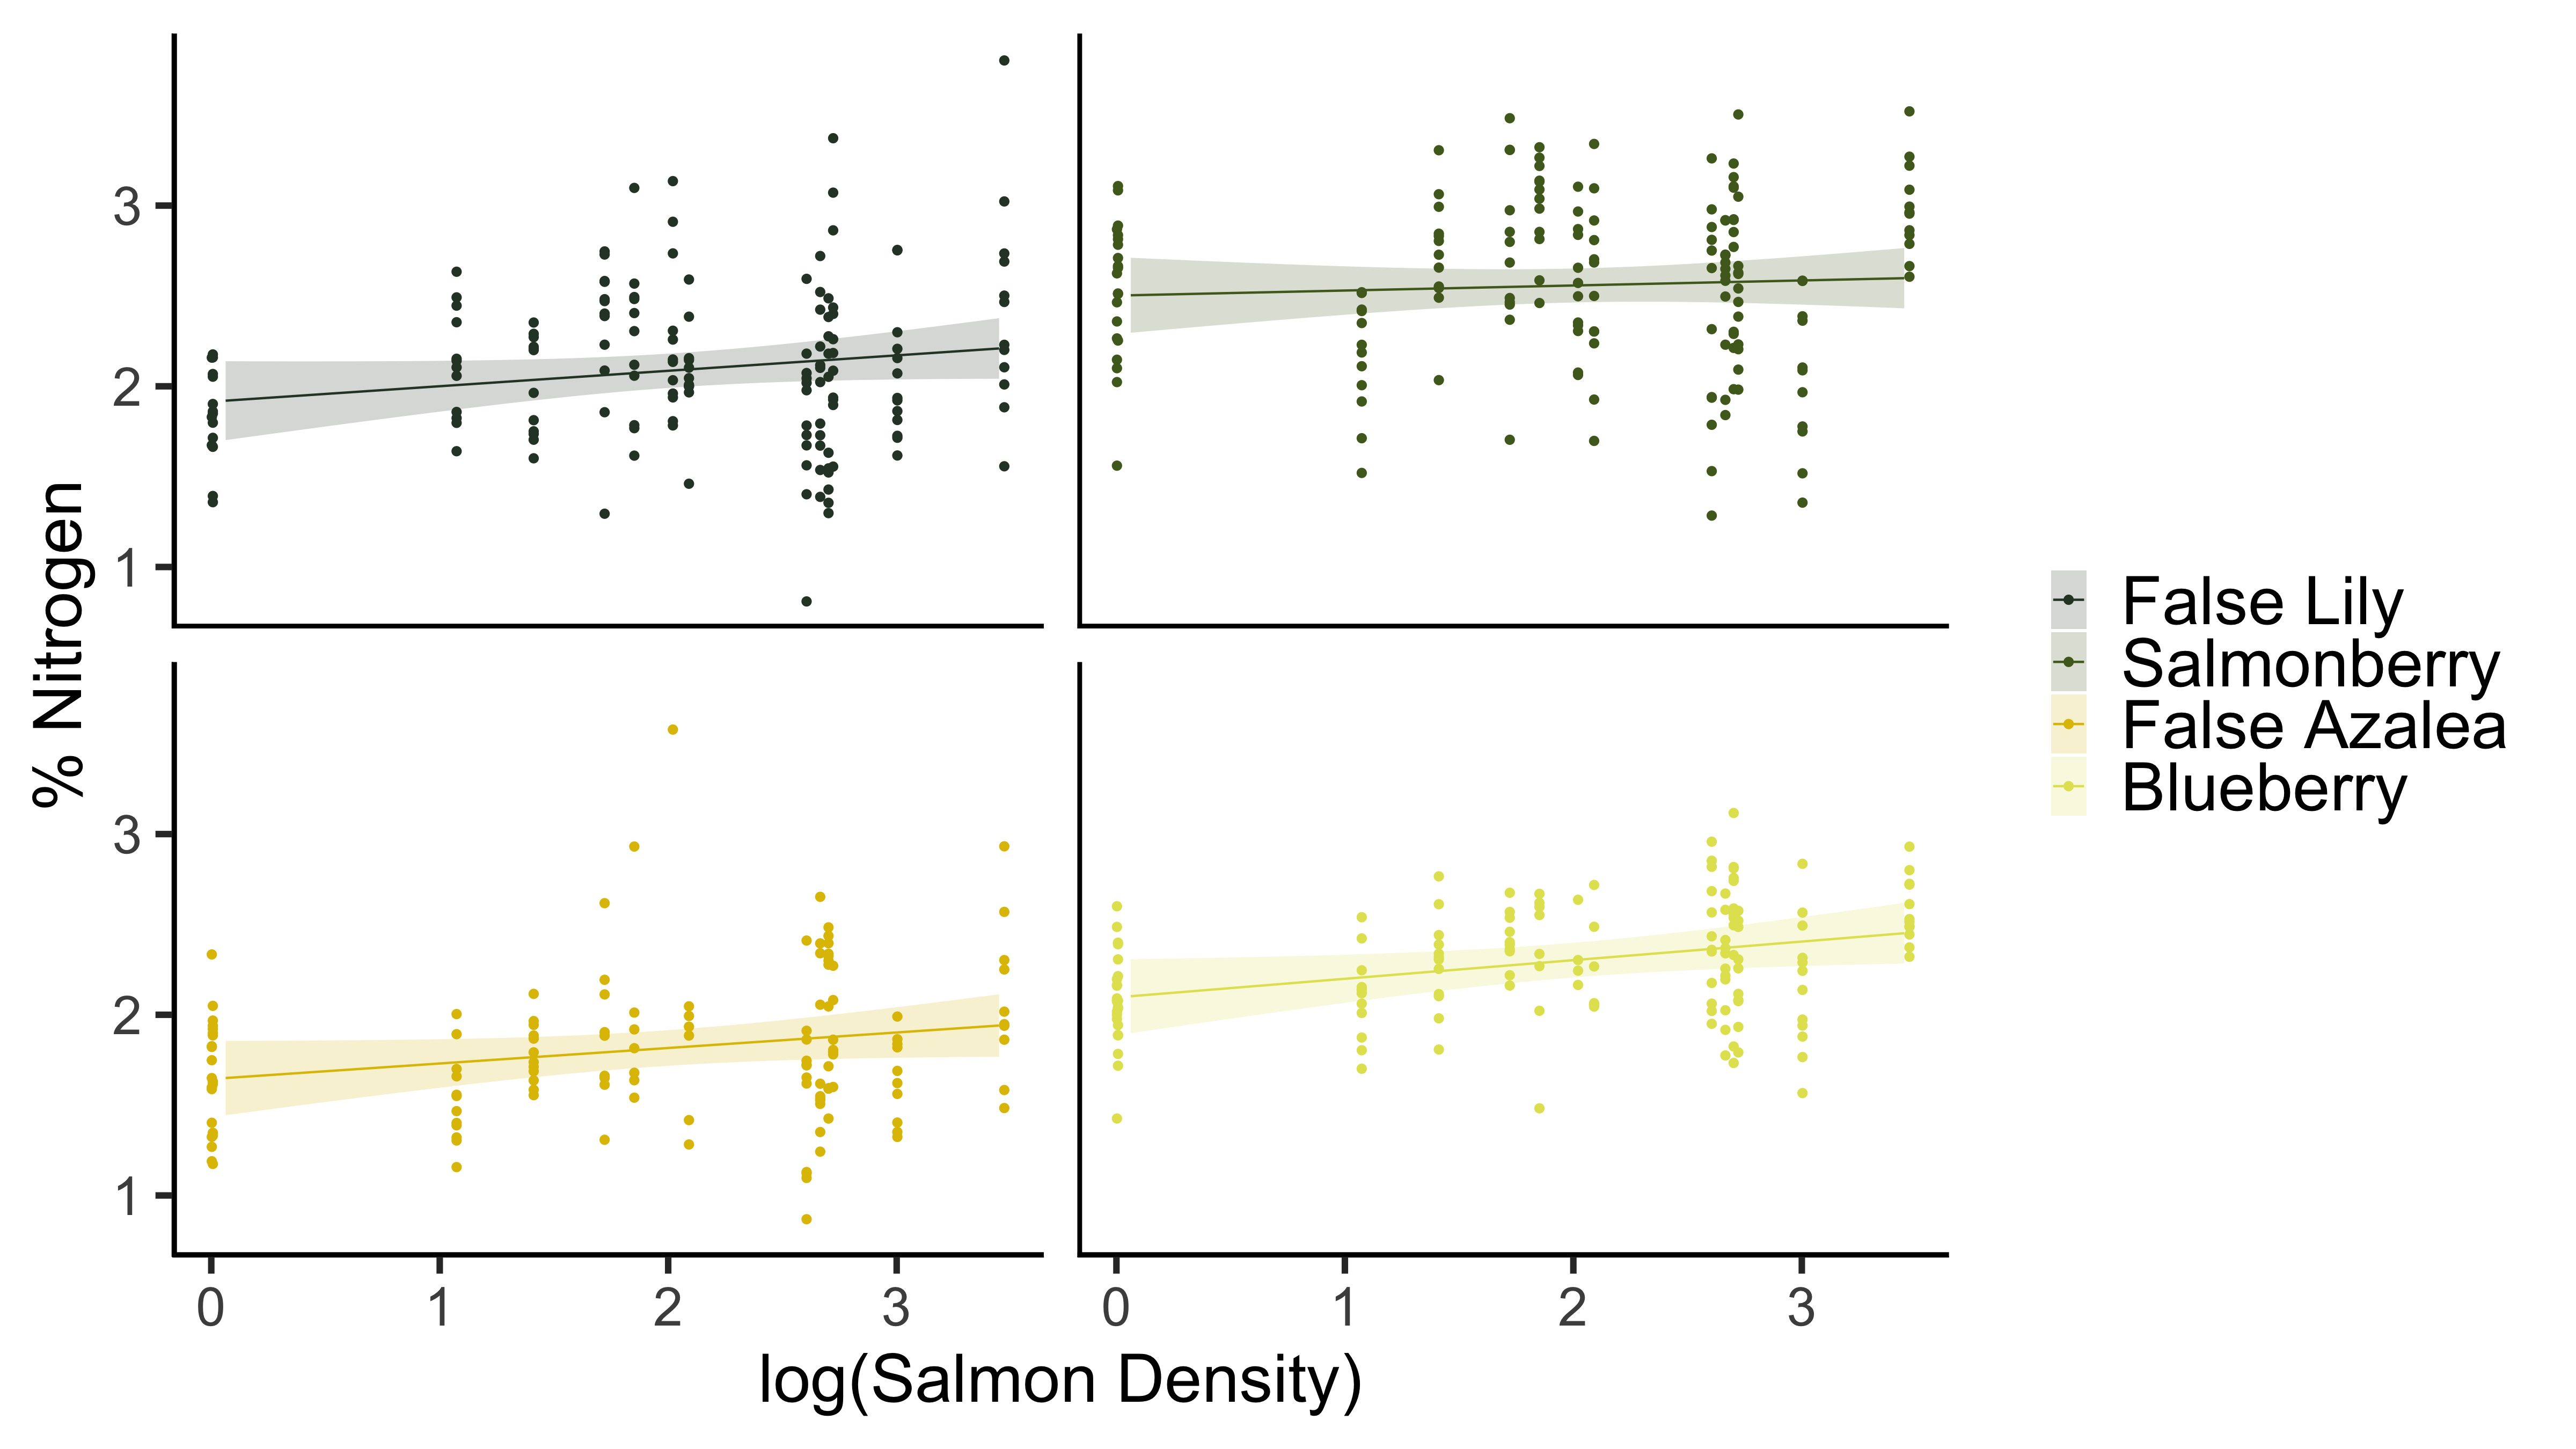 % Nitrogen
3
2
1
3
2
1
0 1 2 3
0 1 2 3
log(Salmon Density)
False Lily
Salmonberry
False Azalea
Blueberry